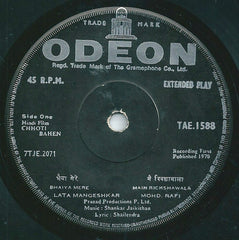 TRADE MARK
ODEON
Regd. Trade Mark of The Gramophone Co., Ltd.
45 R.P.M.
EXTENDED PLAY
Side One
Hindi Film
CHHOTI
BAHEN
TAE.1588
7TJE.2071
Recording First
Published 1970
भैया मेरे
मैं रिक्शावाला
BHAIYA MERE
MAIN RICKSHAWALA
LATA MANGESHKAR
MOHD. RAFI
Prasad Productions P. Ltd.
Music : Shankar Jaikishan
Lyric : Shailendra